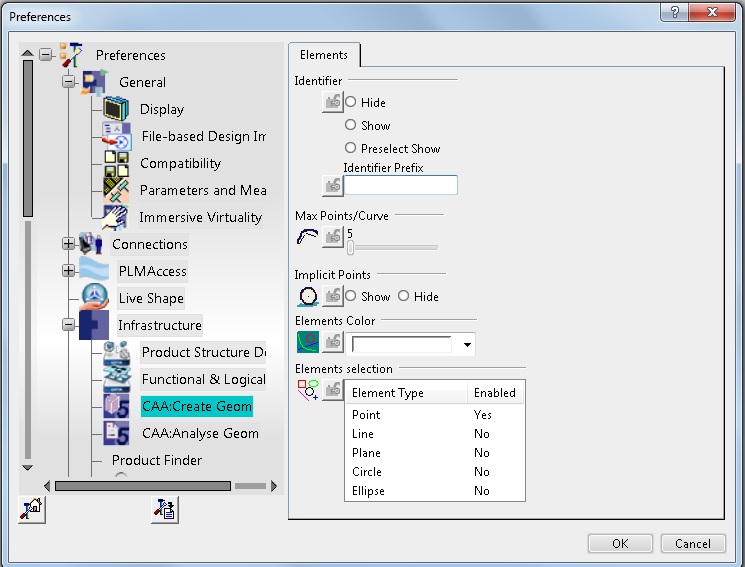 Preferences
?
Preferences
General
Display
File-based Design Im
Compatibility
Parameters and Mea
Immersive Virtuality
Connections
PLMAccess
Live Shape
Infrastructure
Product Structure De
Functional & Logical
CAA:Create Geom
CAA:Analyse Geom
Product Finder
Elements
Identifier
Hide
Show
Preselect Show
Identifier Prefix
Max Points/Curve
5
Implicit Points
Show Hide
Elements Color
Elements selection
Element Type Enabled
Point Yes
Line No
Plane No
Circle No
Ellipse No
OK Cancel